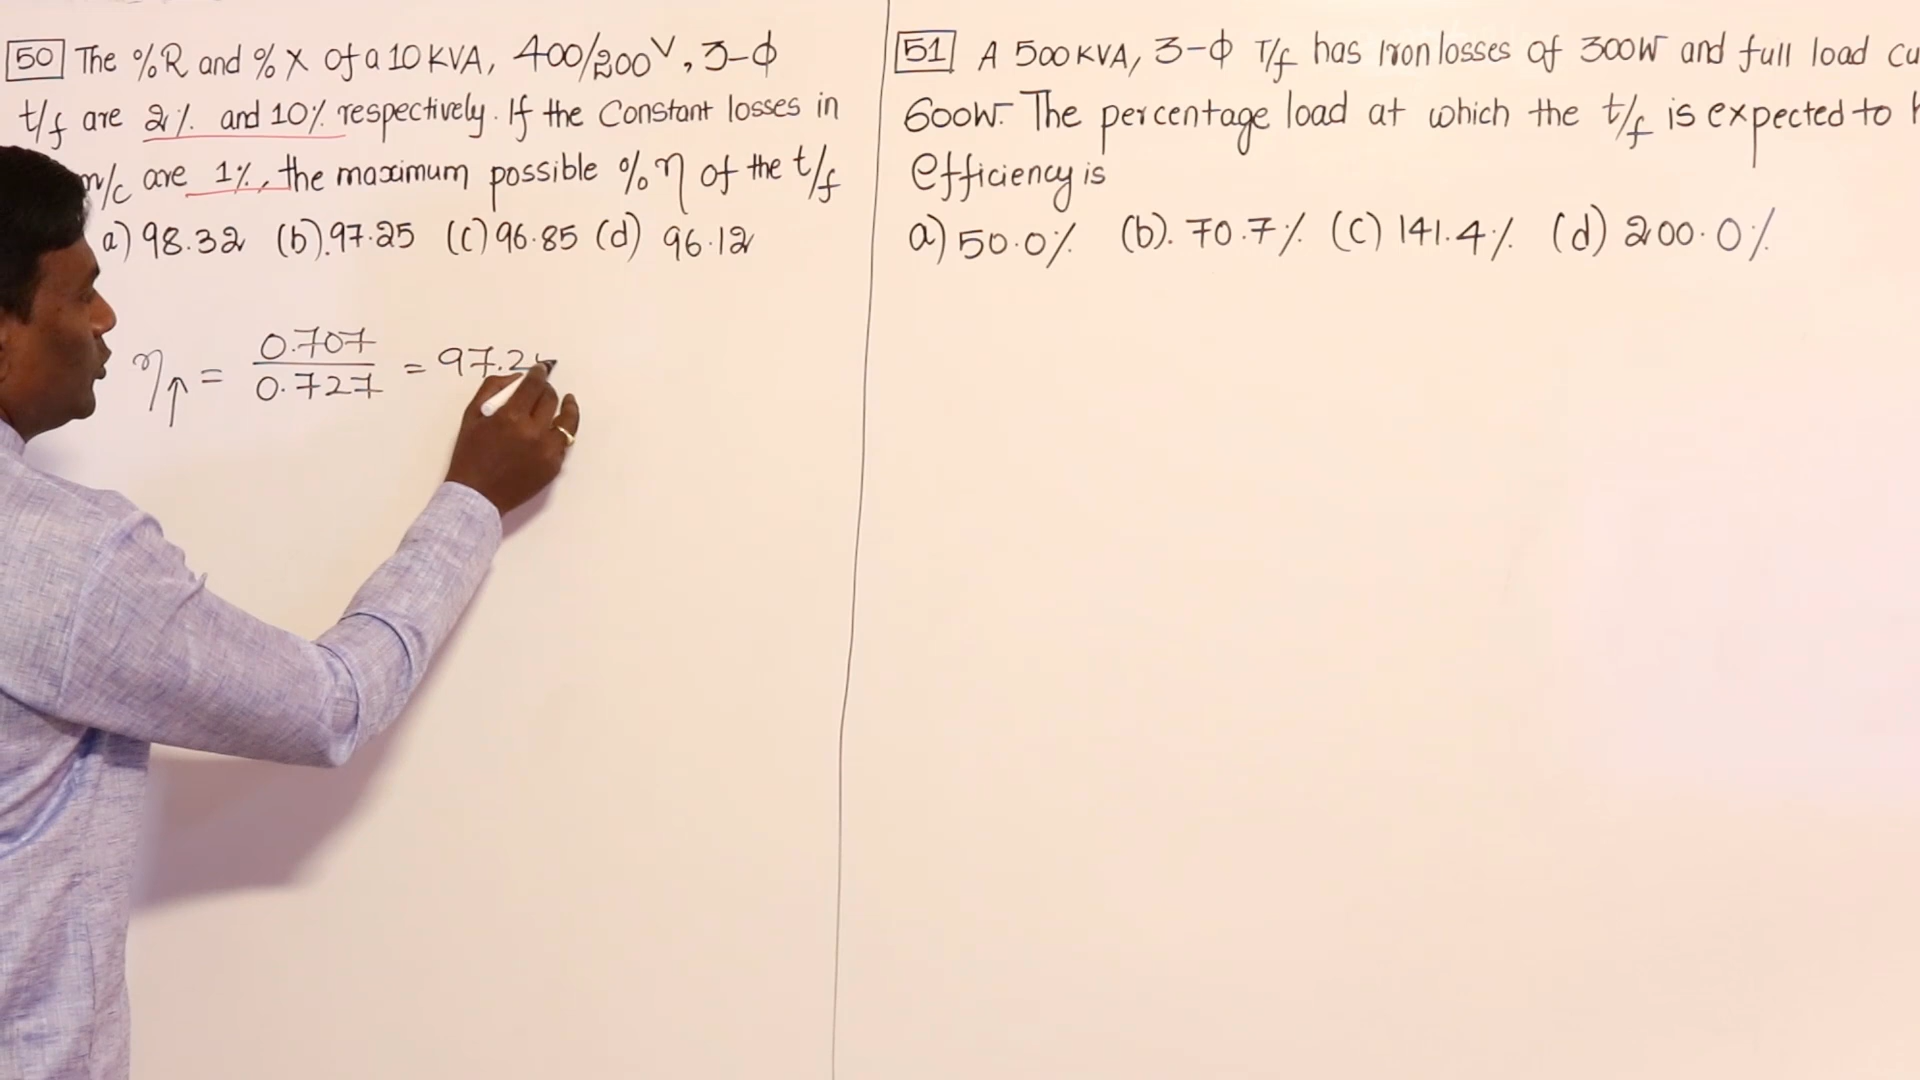 50 The %R and %X of a 10 KVA, 400/200V, 3-ф
t/f are 2% and 10% respectively. If the Constant losses in
m/c are 1%, the maximum possible %η of the t/f
a) 98.32 (b). 97.25 (c) 96.85 (d) 96.12
η↑ = 0.707 / 0.727 = 97.2
51 A 500KVA, 3-ф T/f has Iron losses of 300W and full load cu
600W. The percentage load at which the t/f is expected to
efficiency is
a) 50.0% (b). 70.7% (c) 141.4% (d) 200.0%